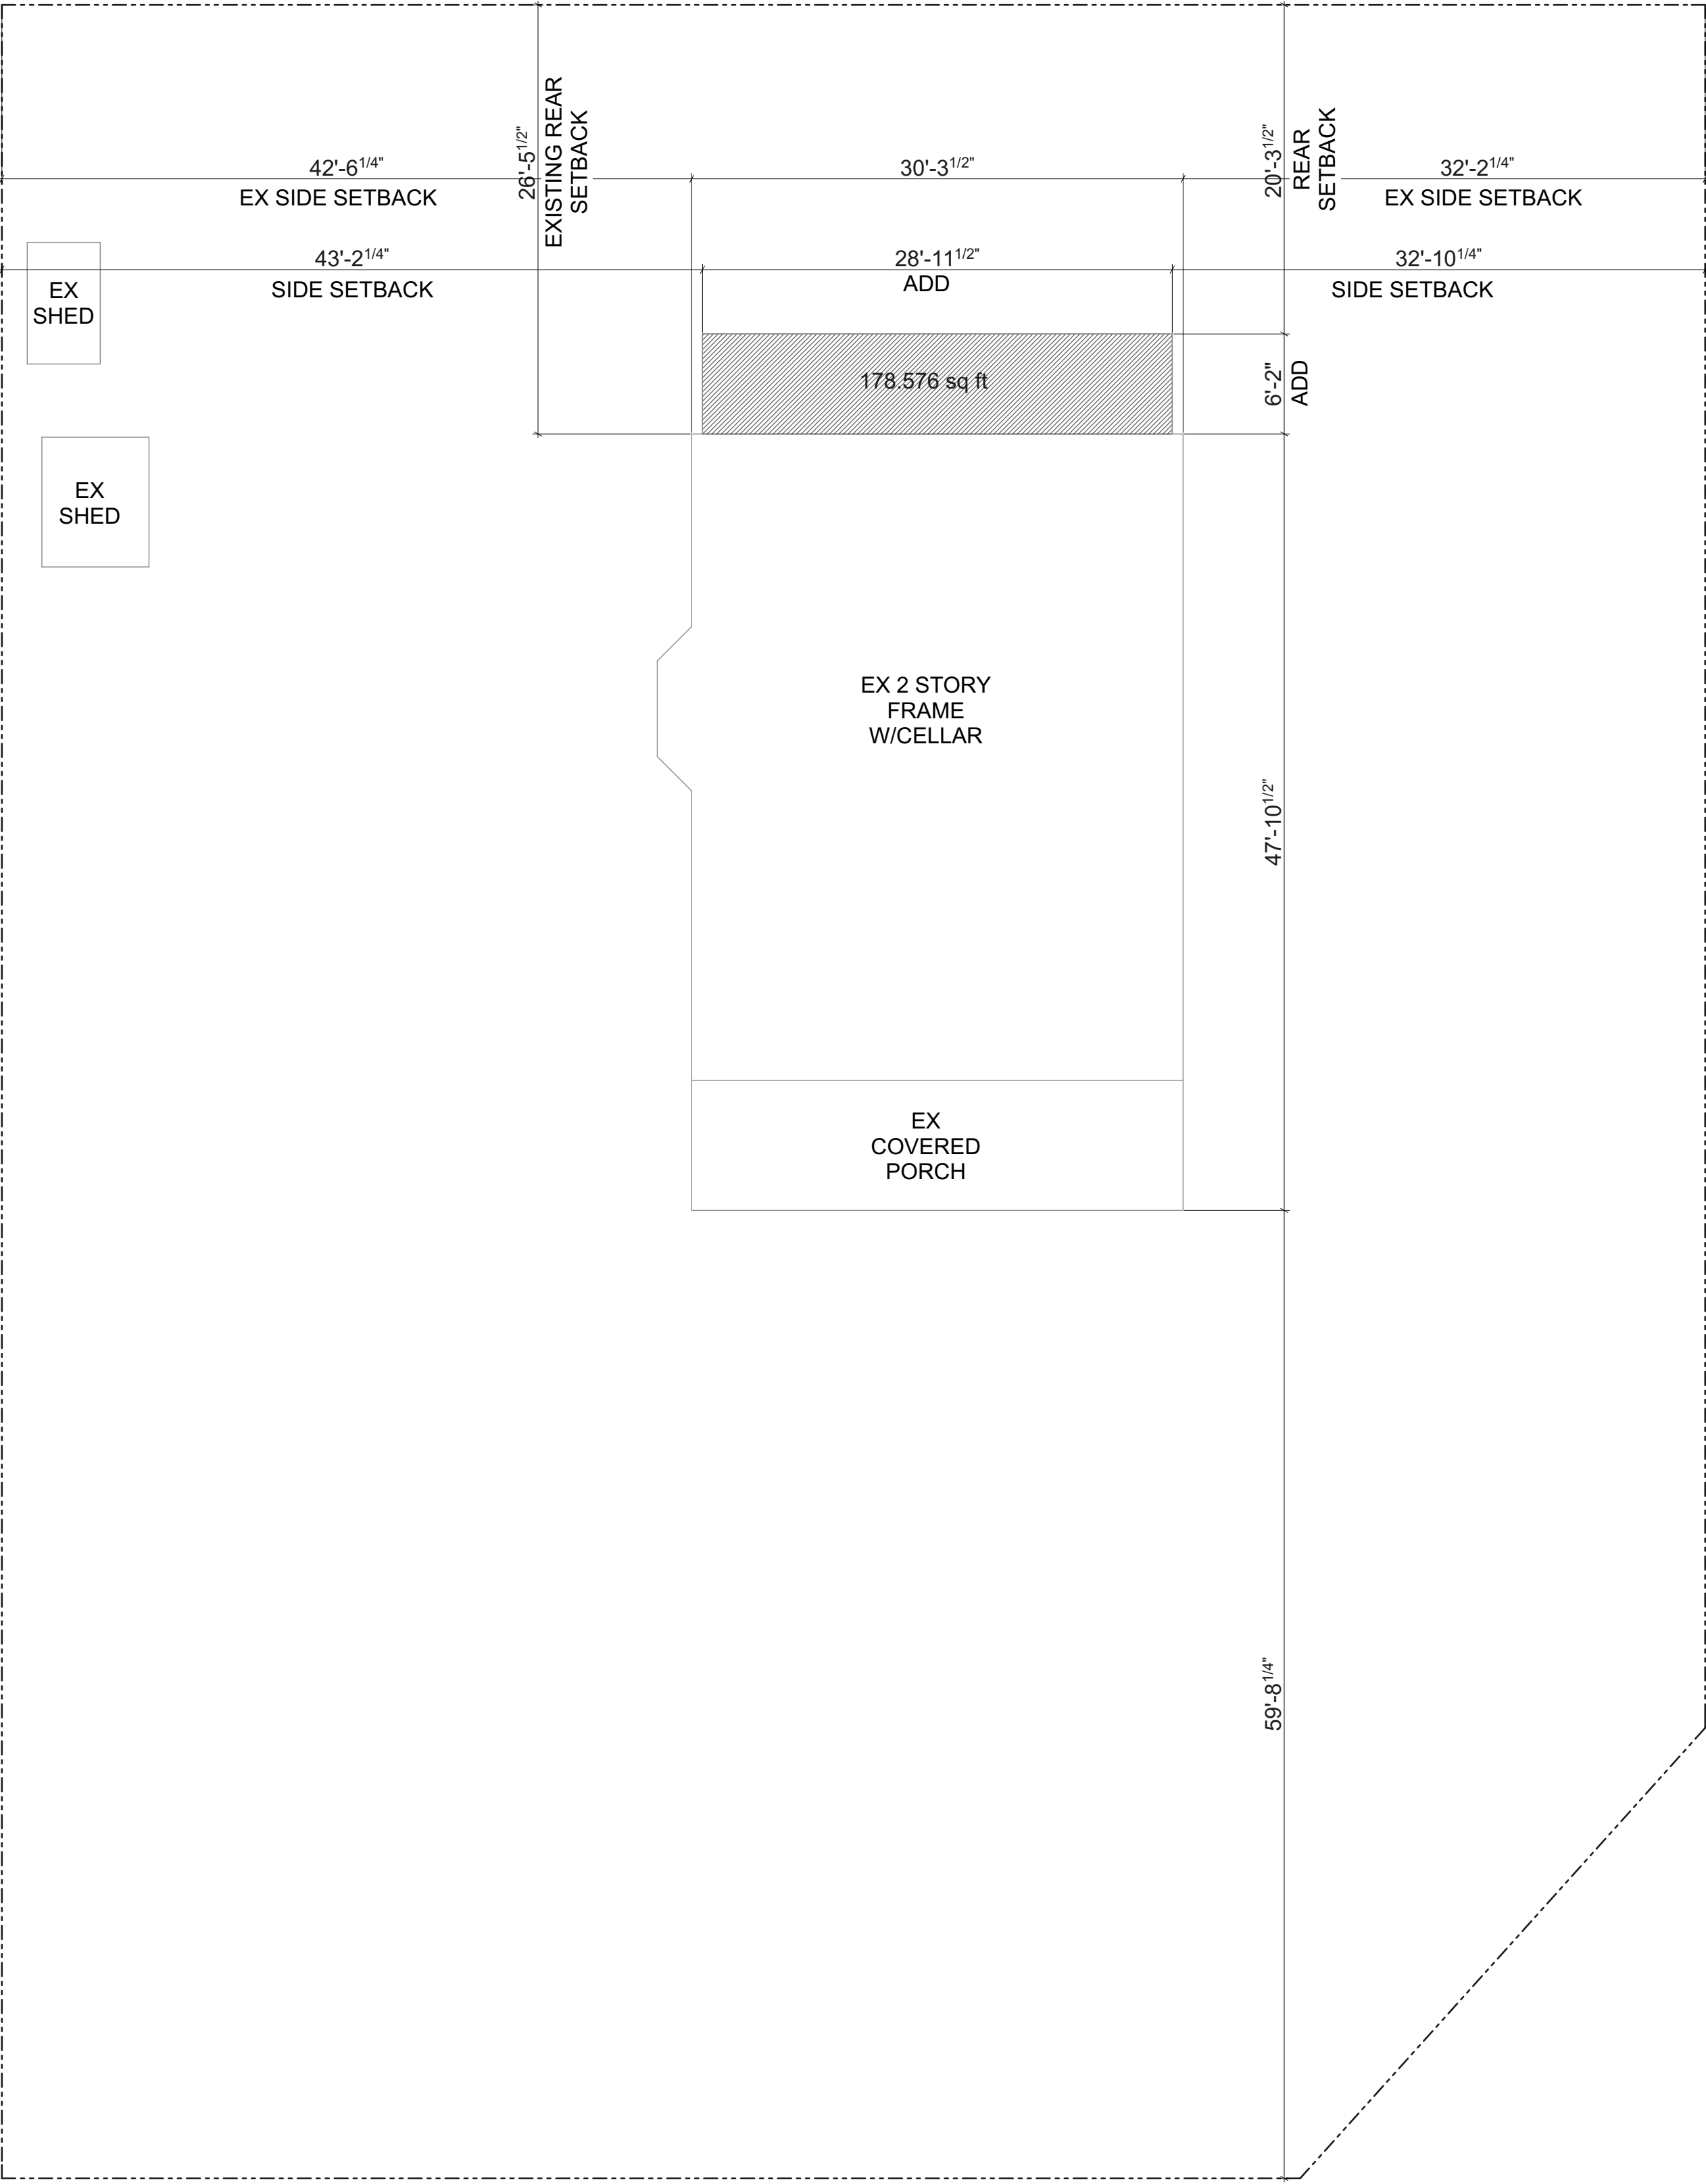 26'-5 1/2"
EXISTING REAR
SETBACK
20'-3 1/2"
REAR
SETBACK
42'-6 1/4"
EX SIDE SETBACK
30'-3 1/2"
32'-2 1/4"
EX SIDE SETBACK
43'-2 1/4"
SIDE SETBACK
28'-11 1/2"
ADD
32'-10 1/4"
SIDE SETBACK
EX
SHED
178.576 sq ft
6'-2"
ADD
EX
SHED
EX 2 STORY
FRAME
W/CELLAR
47'-10 1/2"
EX
COVERED
PORCH
59'-8 1/4"